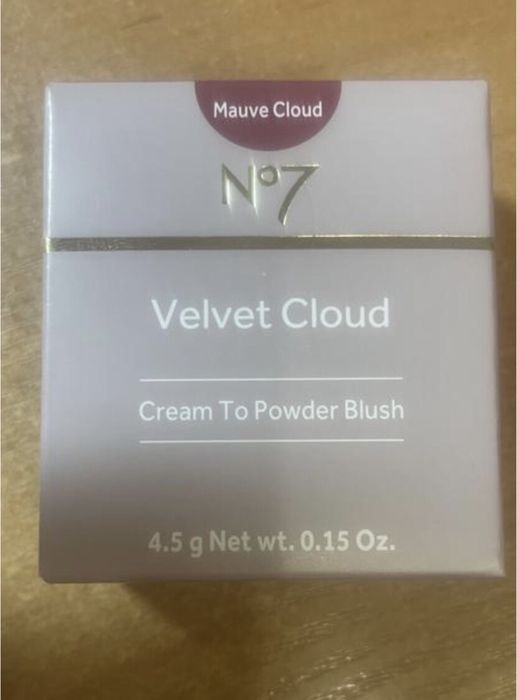 Mauve Cloud
No7
Velvet Cloud
Cream To Powder Blush
4.5 g Net wt. 0.15 Oz.